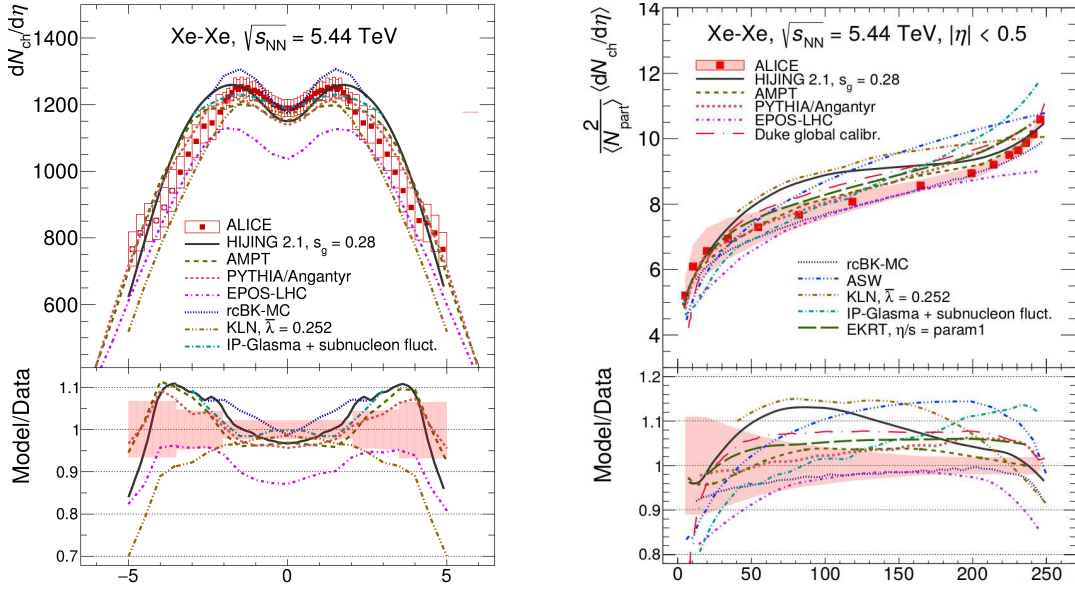 dN_ch/dη
1400
1200
1000
800
600
Xe-Xe, √s_NN = 5.44 TeV
ALICE
HIJING 2.1, s_g = 0.28
AMPT
PYTHIA/Angantyr
EPOS-LHC
rcBK-MC
KLN, λ̅ = 0.252
IP-Glasma + subnucleon fluct.
Model/Data
1.1
1
0.9
0.8
0.7
−5 0 5
2/⟨N_part⟩ ⟨dN_ch/dη⟩
14
12
10
8
6
4
Xe-Xe, √s_NN = 5.44 TeV, |η| < 0.5
ALICE
HIJING 2.1, s_g = 0.28
AMPT
PYTHIA/Angantyr
EPOS-LHC
Duke global calibr.
rcBK-MC
ASW
KLN, λ̅ = 0.252
IP-Glasma + subnucleon fluct.
EKRT, η/s = param1
Model/Data
1.2
1.1
1
0.9
0.8
0 50 100 150 200 250